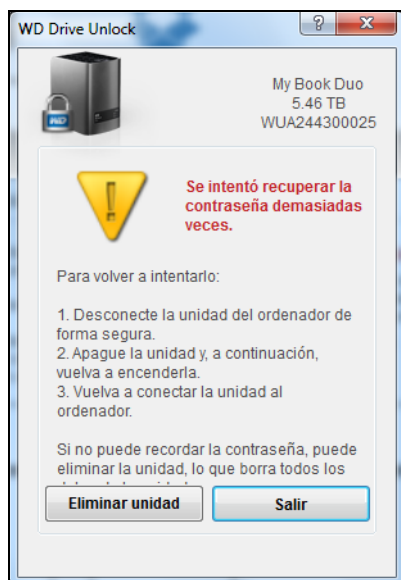 WD Drive Unlock
My Book Duo
5.46 TB
WUA244300025
WD
Se intentó recuperar la
contraseña demasiadas
veces.
Para volver a intentarlo:
1. Desconecte la unidad del ordenador de
forma segura.
2. Apague la unidad y, a continuación,
vuelva a encenderla.
3. Vuelva a conectar la unidad al
ordenador.
Si no puede recordar la contraseña, puede
eliminar la unidad, lo que borra todos los
Eliminar unidad
Salir